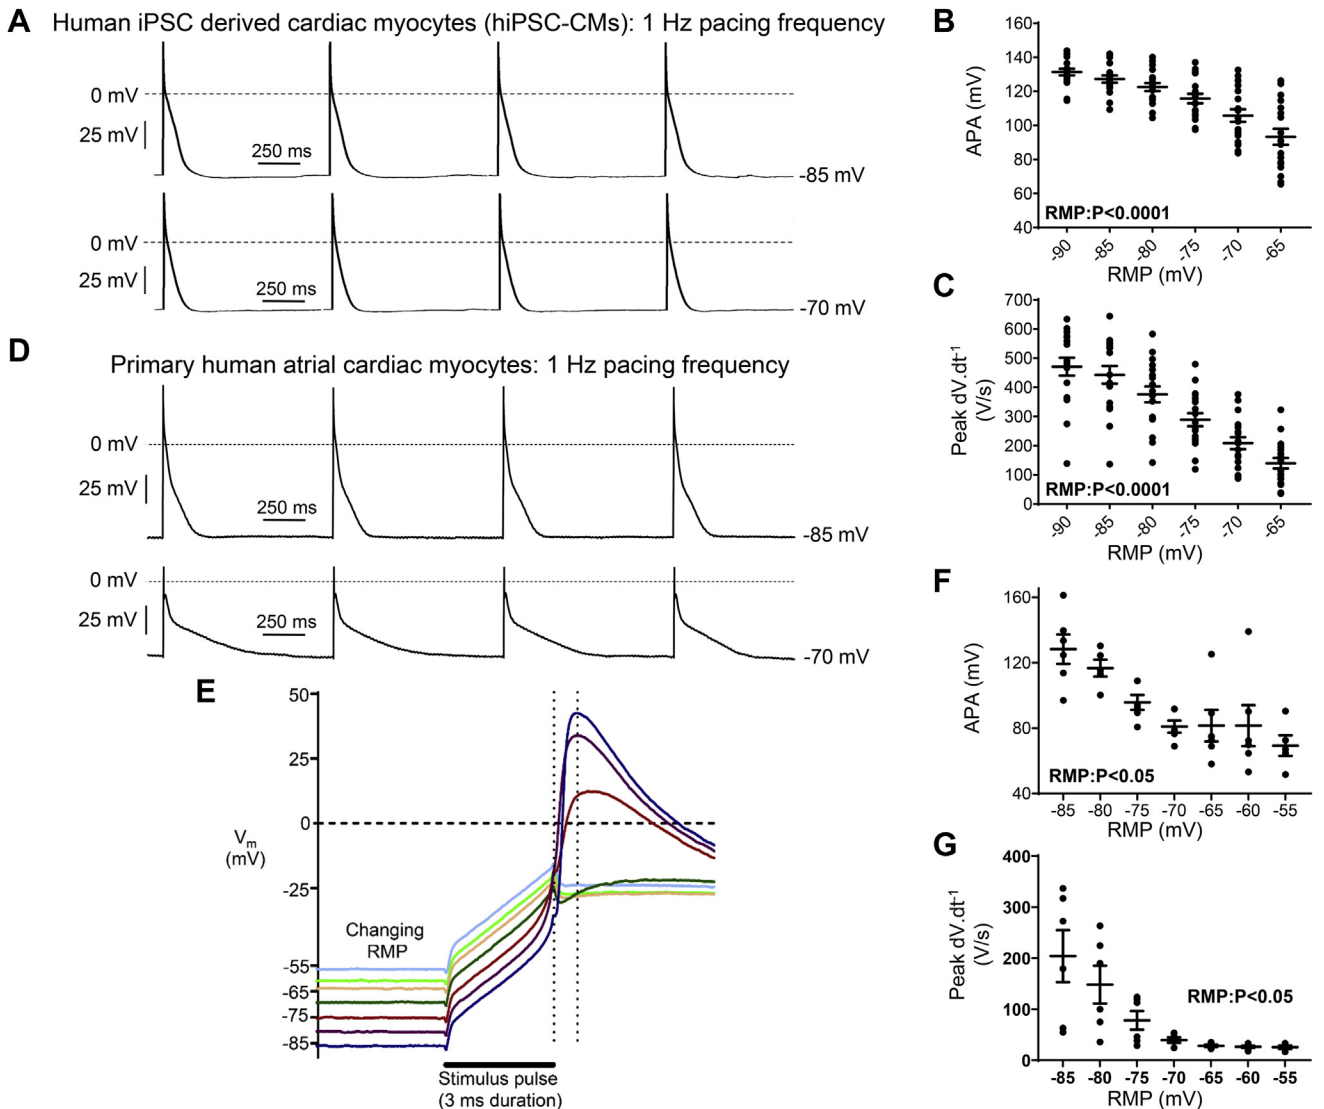 A Human iPSC derived cardiac myocytes (hiPSC-CMs): 1 Hz pacing frequency
0 mV
25 mV
250 ms
-85 mV
0 mV
25 mV
250 ms
-70 mV
B
160
140
120
100
80
60
40
APA (mV)
RMP:P<0.0001
-90 -85 -80 -75 -70 -65
RMP (mV)
C
700
600
500
400
300
200
100
0
Peak dV.dt⁻¹
(V/s)
RMP:P<0.0001
-90 -85 -80 -75 -70 -65
RMP (mV)
D
Primary human atrial cardiac myocytes: 1 Hz pacing frequency
0 mV
25 mV
250 ms
-85 mV
0 mV
25 mV
250 ms
-70 mV
E
50
25
0
-25
-55
-65
-75
-85
Vₘ
(mV)
Changing
RMP
Stimulus pulse
(3 ms duration)
F
160
120
80
40
APA (mV)
RMP:P<0.05
-85 -80 -75 -70 -65 -60 -55
RMP (mV)
G
400
300
200
100
0
Peak dV.dt⁻¹
(V/s)
RMP:P<0.05
-85 -80 -75 -70 -65 -60 -55
RMP (mV)